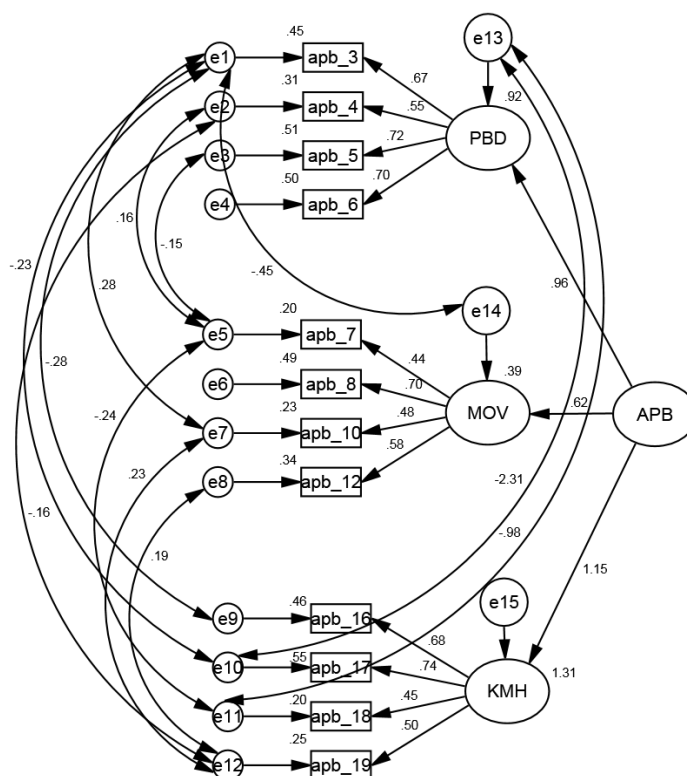 .45
e13
e1
apb_3
.31
.67
.92
e2
apb_4
.55
.51
PBD
e3
apb_5
.72
.50
.70
e4
apb_6
.16
-.15
-.23
-.45
.28
.96
.20
e14
e5
apb_7
.49
.44
-.28
.39
e6
apb_8
.70
.23
MOV
.62
APB
-.24
e7
apb_10
.48
.34
.58
.23
e8
apb_12
-2.31
-.16
-.98
.19
1.15
.46
e15
e9
apb_16
.68
.55
e10
apb_17
.74
1.31
.20
KMH
e11
apb_18
.45
.25
.50
e12
apb_19